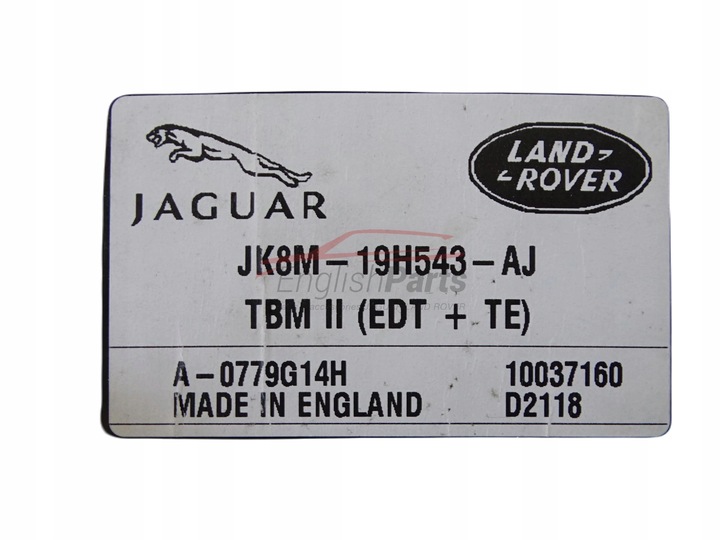 JAGUAR
LAND
ROVER
JK8M-19H543-AJ
EnglishParts
TBM II (EDT + TE)
A-0779G14H
10037160
MADE IN ENGLAND
D2118